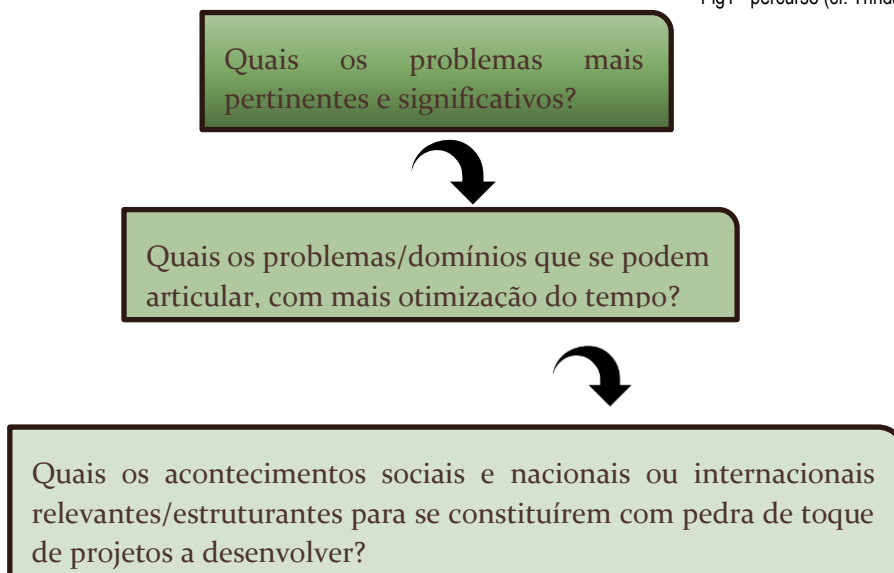 Quais os problemas mais
pertinentes e significativos?
Quais os problemas/domínios que se podem
articular, com mais otimização do tempo?
Quais os acontecimentos sociais e nacionais ou internacionais
relevantes/estruturantes para se constituírem com pedra de toque
de projetos a desenvolver?